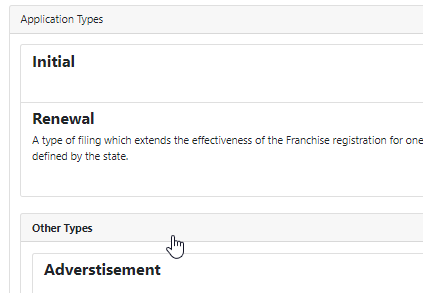 Application Types
Initial
Renewal
A type of filing which extends the effectiveness of the Franchise registration for one
defined by the state.
Other Types
Adverstisement